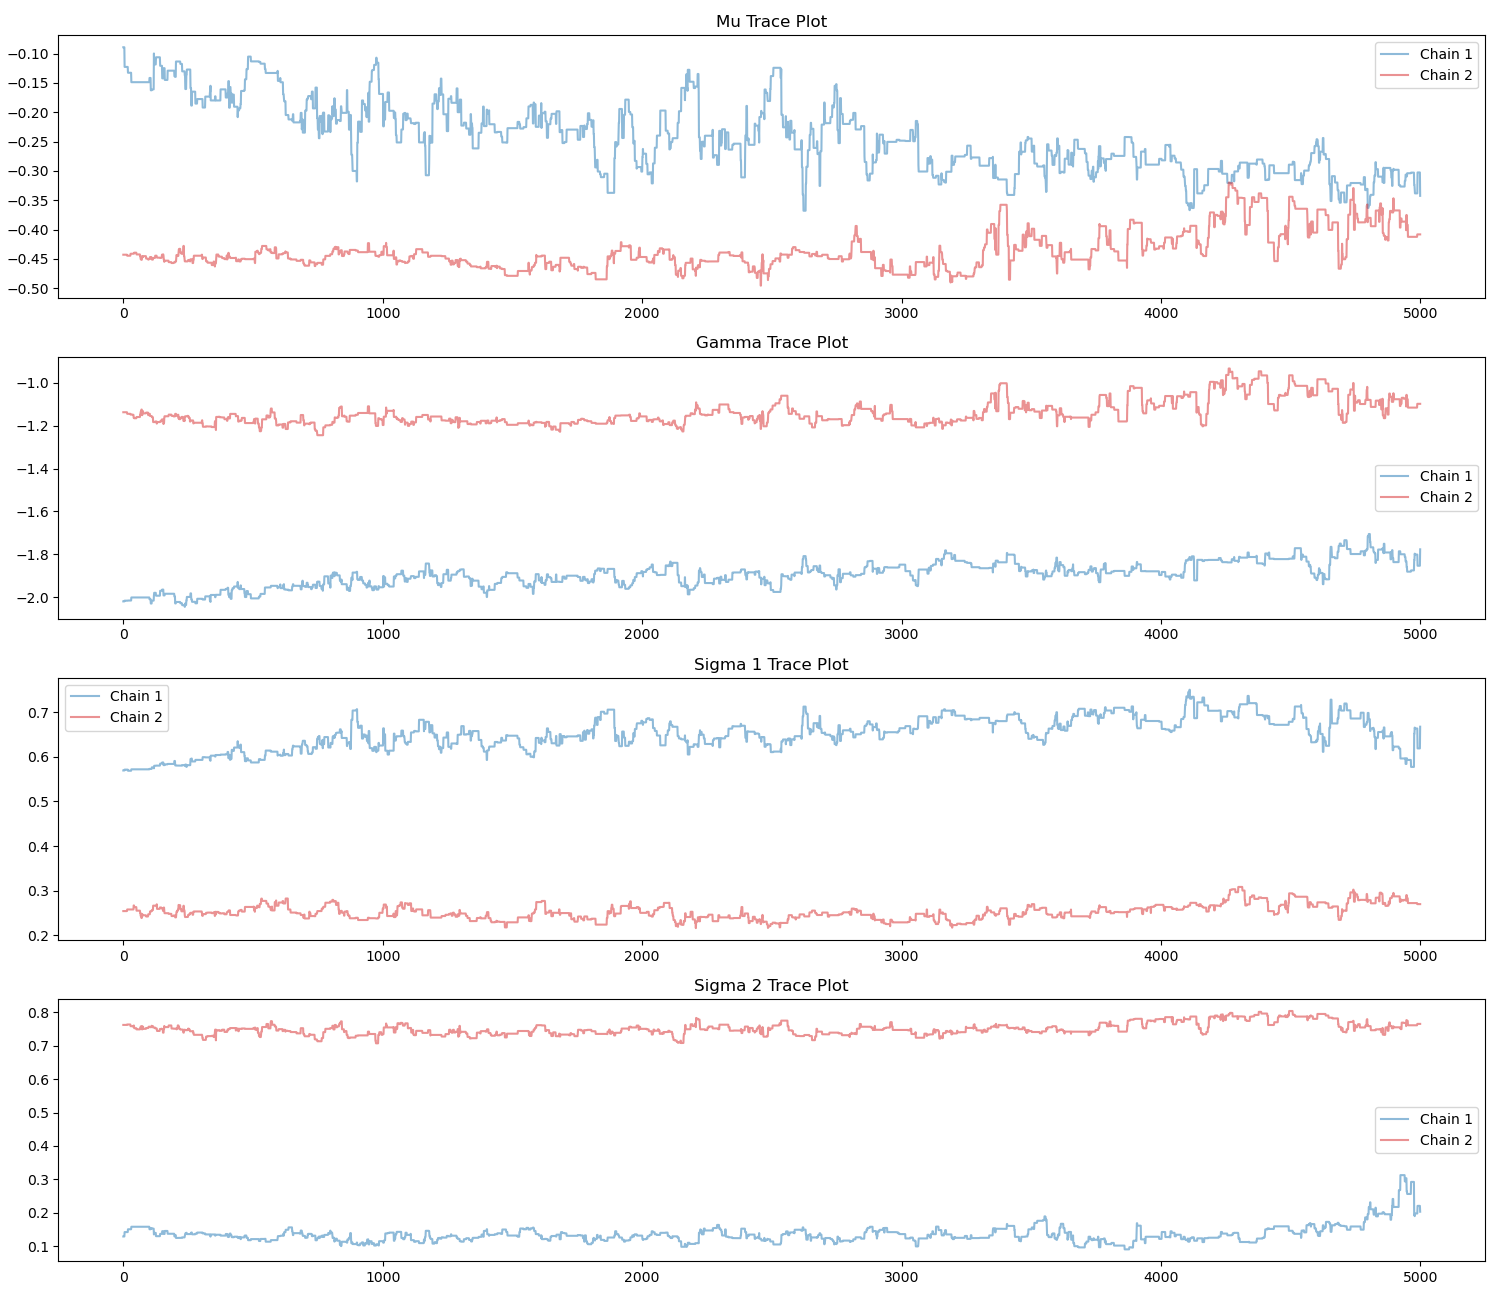 Mu Trace Plot
−0.10
−0.15
−0.20
−0.25
−0.30
−0.35
−0.40
−0.45
−0.50
Chain 1
Chain 2
0 1000 2000 3000 4000 5000
Gamma Trace Plot
−1.0
−1.2
−1.4
−1.6
−1.8
−2.0
Chain 1
Chain 2
0 1000 2000 3000 4000 5000
Sigma 1 Trace Plot
Chain 1
Chain 2
0.7
0.6
0.5
0.4
0.3
0.2
0 1000 2000 3000 4000 5000
Sigma 2 Trace Plot
0.8
0.7
0.6
0.5
0.4
0.3
0.2
0.1
Chain 1
Chain 2
0 1000 2000 3000 4000 5000